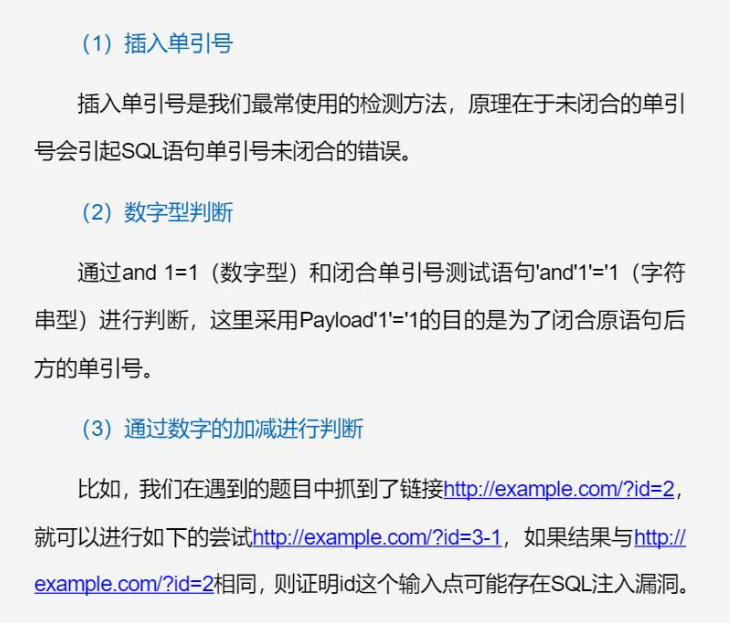 （1）插入单引号
插入单引号是我们最常使用的检测方法，原理在于未闭合的单引
号会引起SQL语句单引号未闭合的错误。
（2）数字型判断
通过and 1=1（数字型）和闭合单引号测试语句'and'1'='1（字符
串型）进行判断，这里采用Payload'1'='1的目的是为了闭合原语句后
方的单引号。
（3）通过数字的加减进行判断
比如，我们在遇到的题目中抓到了链接http://example.com/?id=2，
就可以进行如下的尝试http://example.com/?id=3-1，如果结果与http://
example.com/?id=2相同，则证明id这个输入点可能存在SQL注入漏洞。